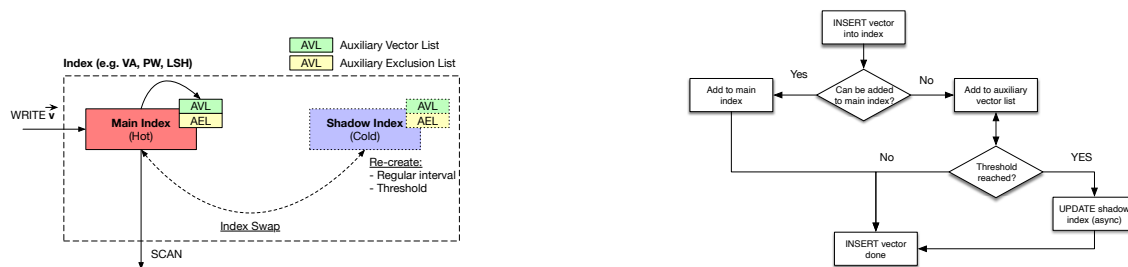 AVL Auxiliary Vector List
AVL Auxiliary Exclusion List
Index (e.g. VA, PW, LSH)
WRITE v
AVL
AEL
Main Index
(Hot)
AVL
AEL
Shadow Index
(Cold)
Re-create:
- Regular interval
- Threshold
Index Swap
SCAN
INSERT vector
into index
Yes
Can be added
to main index?
No
Add to main
index
Add to auxiliary
vector list
No
Threshold
reached?
YES
UPDATE shadow
index (async)
INSERT vector
done